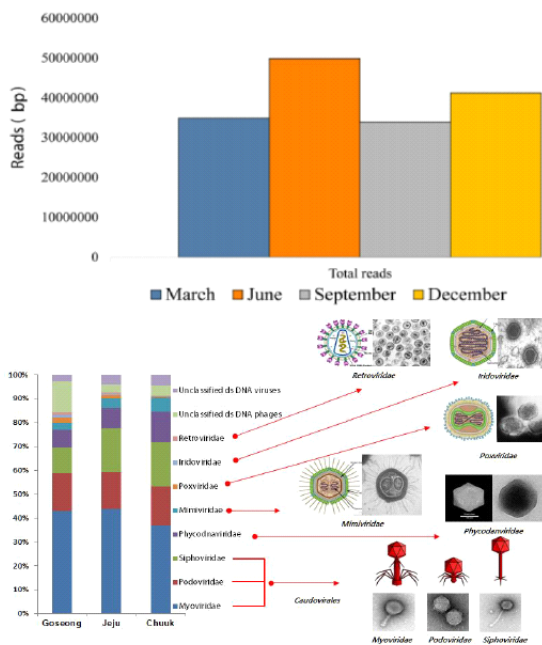 60000000
50000000
40000000
30000000
20000000
10000000
0
Reads ( bp)
Total reads
March June September December
Retroviridae
Iridoviridae
Poxviridae
Mimiviridae
Phycodnaviridae
Caudovirales
Myoviridae Podoviridae Siphoviridae
100%
90%
80%
70%
60%
50%
40%
30%
20%
10%
0%
Goseong Jeju Chuuk
Unclassified ds DNA viruses
Unclassified ds DNA phages
Retroviridae
Iridoviridae
Poxviridae
Mimiviridae
Phycodnaviridae
Siphoviridae
Podoviridae
Myoviridae